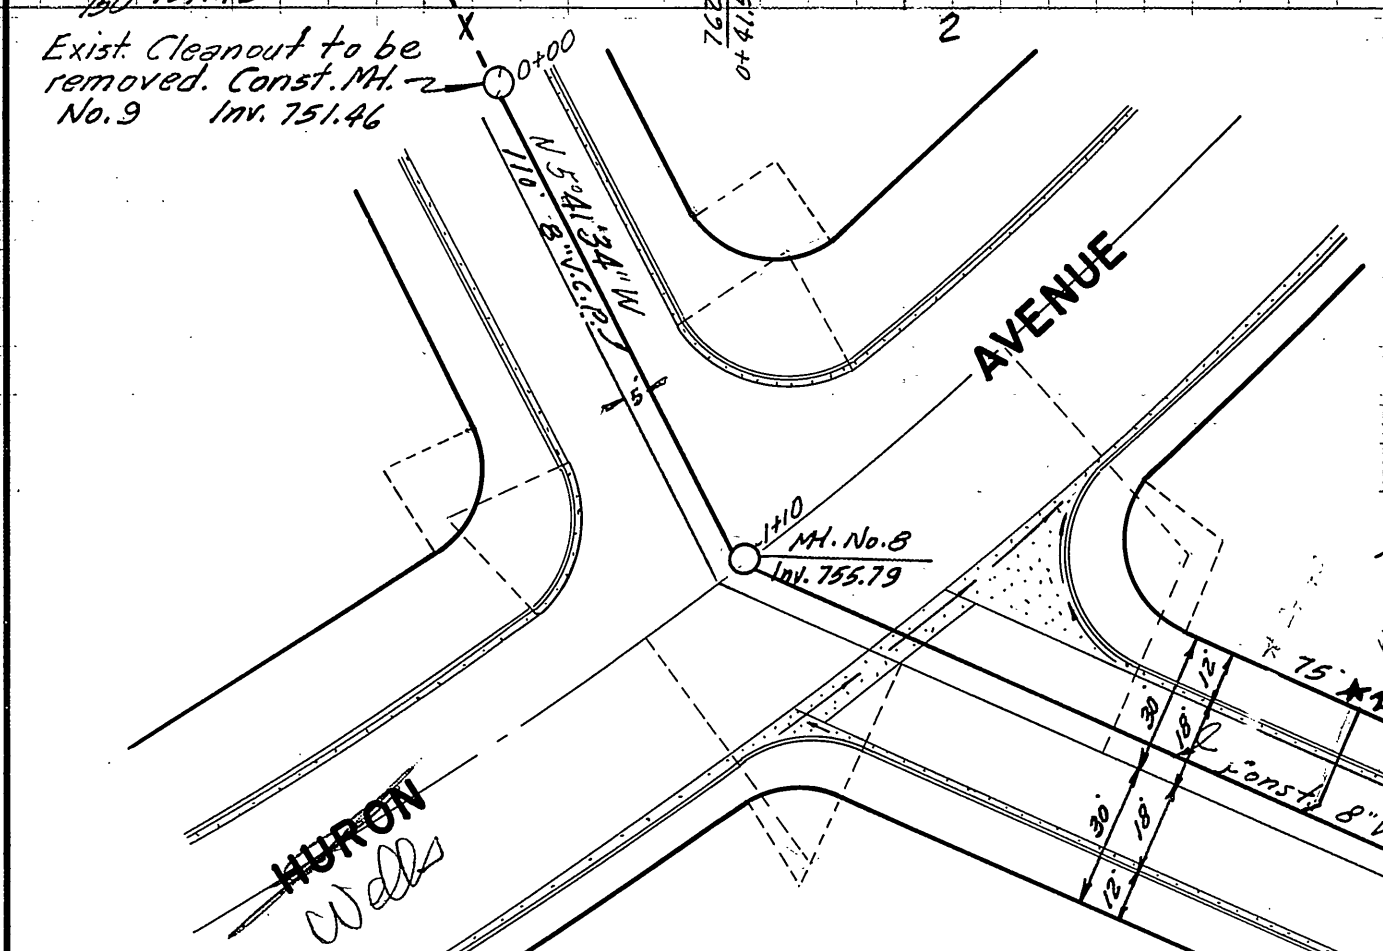 Exist. Cleanout to be
removed. Const. MH.
No. 9 Inv. 751.46
X
0+00
2
N 5°41'34" W
110' 8" V.C.P.
5'
AVENUE
1+10
MH. No. 8
Inv. 755.79
75'
12'
30'
18'
Const. 8"V
30'
18'
12'
HURON
Wells